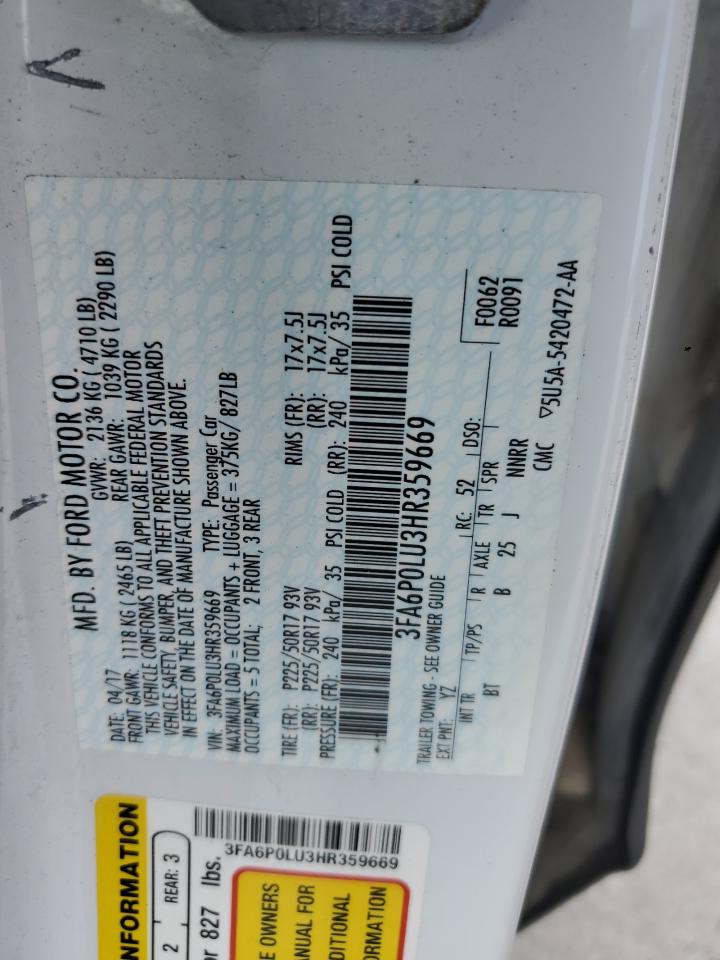 MFD. BY FORD MOTOR CO.
DATE: 04/17 GVWR: 2136 KG ( 4710 LB)
FRONT GAWR: 1118 KG ( 2465 LB) REAR GAWR: 1039 KG ( 2290 LB)
THIS VEHICLE CONFORMS TO ALL APPLICABLE FEDERAL MOTOR
VEHICLE SAFETY, BUMPER, AND THEFT PREVENTION STANDARDS
IN EFFECT ON THE DATE OF MANUFACTURE SHOWN ABOVE.
VIN: 3FA6P0LU3HR359669 TYPE: Passenger Car
MAXIMUM LOAD = OCCUPANTS + LUGGAGE = 375KG/ 827LB
OCCUPANTS = 5 TOTAL; 2 FRONT, 3 REAR
TIRE (FR): P225/50R17 93V RIMS (FR): 17x7.5J
(RR): P225/50R17 93V (RR): 17x7.5J
PRESSURE (FR): 240 kPa/ 35 PSI COLD (RR): 240 kPa/ 35 PSI COLD
3FA6P0LU3HR359669
TRAILER TOWING - SEE OWNER GUIDE F0062
EXT PNT: YZ RC: 52 DSO: R0091
INT TR TP/PS R AXLE TR SPR
BT B 25 J NNRR
CMC
▽5U5A-5420472-AA
NFORMATION
2 REAR: 3
or 827 lbs.
3FA6P0LU3HR359669
E OWNERS
ANUAL FOR
DITIONAL
ORMATION